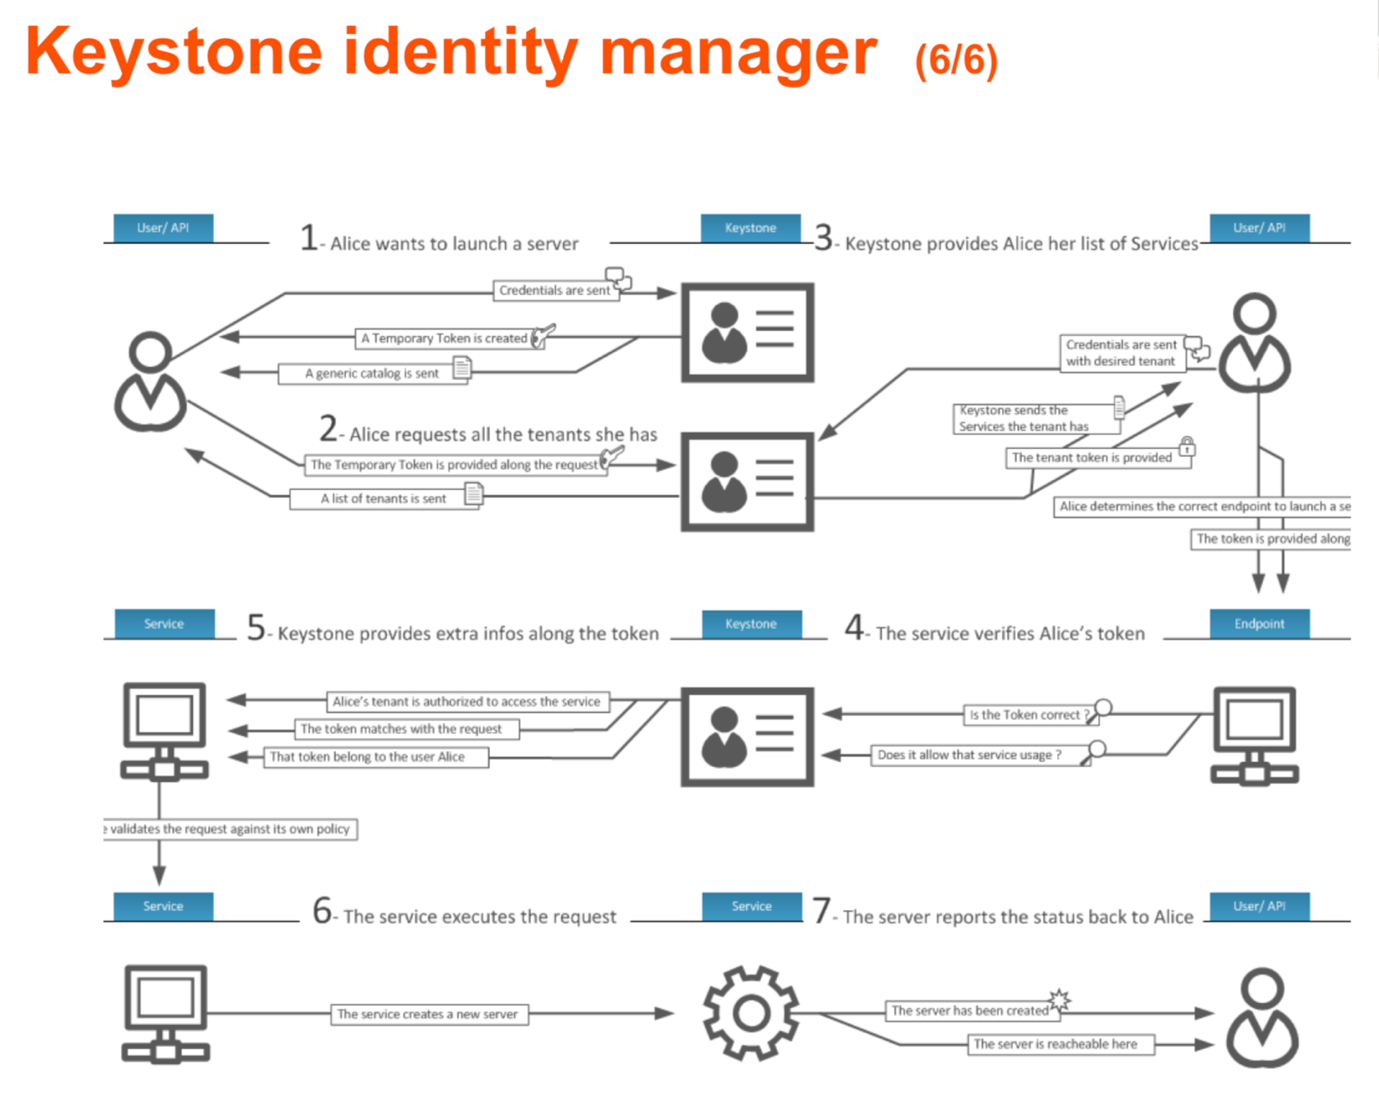 Keystone identity manager (6/6)
User/ API
1- Alice wants to launch a server
Keystone
3- Keystone provides Alice her list of Services
User/ API
Credentials are sent
A Temporary Token is created
A generic catalog is sent
Credentials are sent
with desired tenant
Keystone sends the
Services the tenant has
2- Alice requests all the tenants she has
The Temporary Token is provided along the request
The tenant token is provided
A list of tenants is sent
Alice determines the correct endpoint to launch a se
The token is provided along
Service
5- Keystone provides extra infos along the token
Keystone
4- The service verifies Alice's token
Endpoint
Alice's tenant is authorized to access the service
The token matches with the request
That token belong to the user Alice
Is the Token correct ?
Does it allow that service usage ?
e validates the request against its own policy
Service
6- The service executes the request
Service
7- The server reports the status back to Alice
User/ API
The service creates a new server
The server has been created
The server is reacheable here